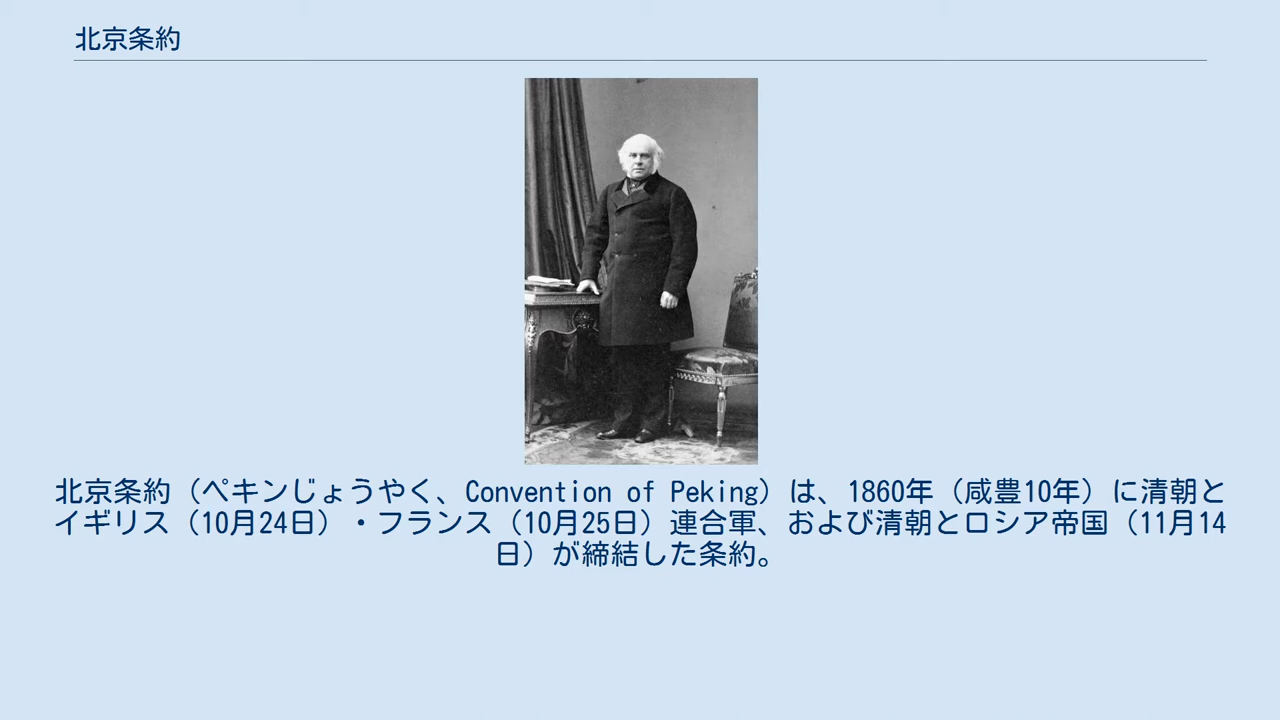 北京条約
北京条約（ペキンじょうやく、Convention of Peking）は、1860年（咸豊10年）に清朝と
イギリス（10月24日）・フランス（10月25日）連合軍、および清朝とロシア帝国（11月14
日）が締結した条約。